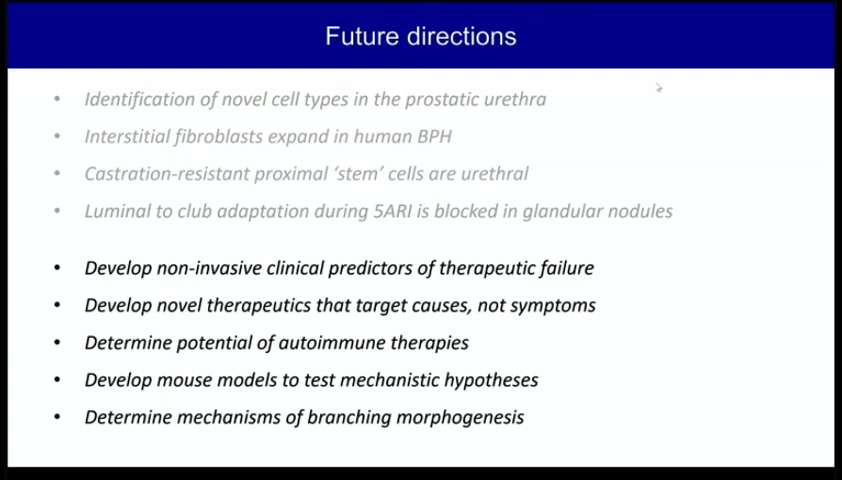 Future directions
• Identification of novel cell types in the prostatic urethra
• Interstitial fibroblasts expand in human BPH
• Castration-resistant proximal ‘stem’ cells are urethral
• Luminal to club adaptation during 5ARI is blocked in glandular nodules
• Develop non-invasive clinical predictors of therapeutic failure
• Develop novel therapeutics that target causes, not symptoms
• Determine potential of autoimmune therapies
• Develop mouse models to test mechanistic hypotheses
• Determine mechanisms of branching morphogenesis